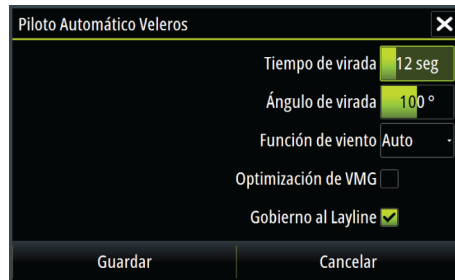 Piloto Automático Veleros
Tiempo de virada 12 seg
Ángulo de virada 100 °
Función de viento Auto
Optimización de VMG
Gobierno al Layline
Guardar Cancelar